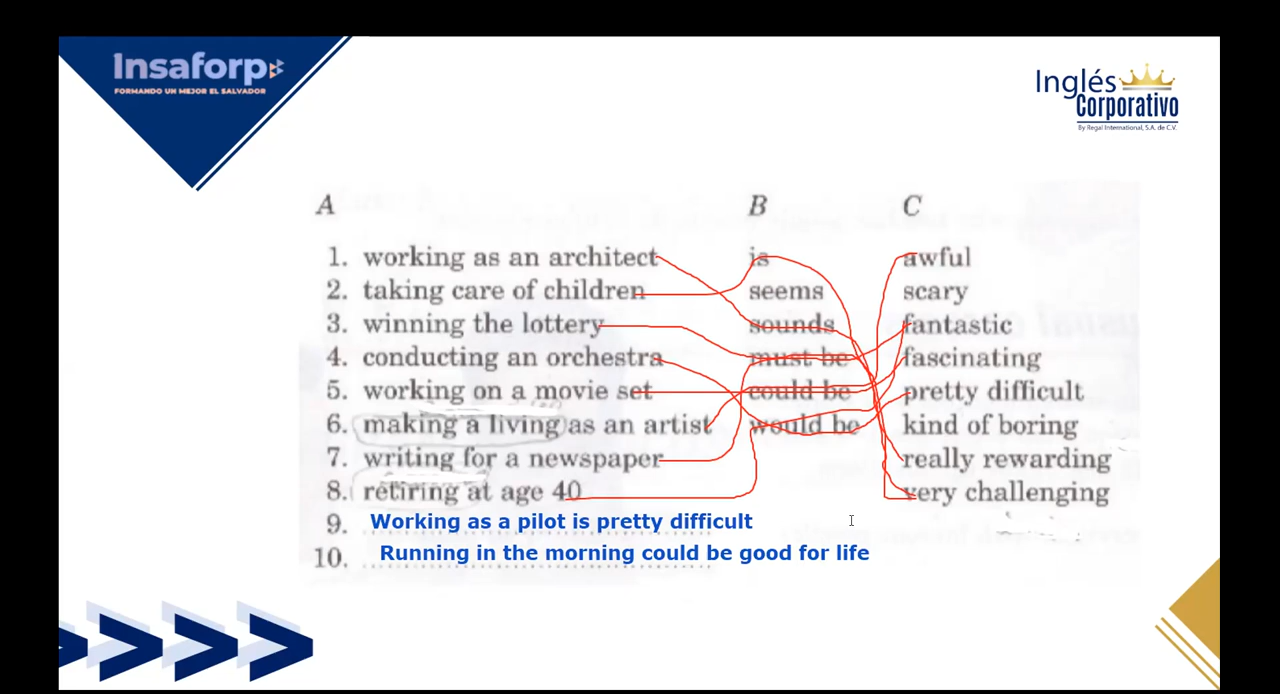 Insaforp
FORMANDO UN MEJOR EL SALVADOR
Inglés
Corporativo
By Regal International, S.A. de C.V.
A B C
1. working as an architect is awful
2. taking care of children seems scary
3. winning the lottery sounds fantastic
4. conducting an orchestra must be fascinating
5. working on a movie set could be pretty difficult
6. making a living as an artist would be kind of boring
7. writing for a newspaper really rewarding
8. retiring at age 40 very challenging
9. Working as a pilot is pretty difficult
10. Running in the morning could be good for life